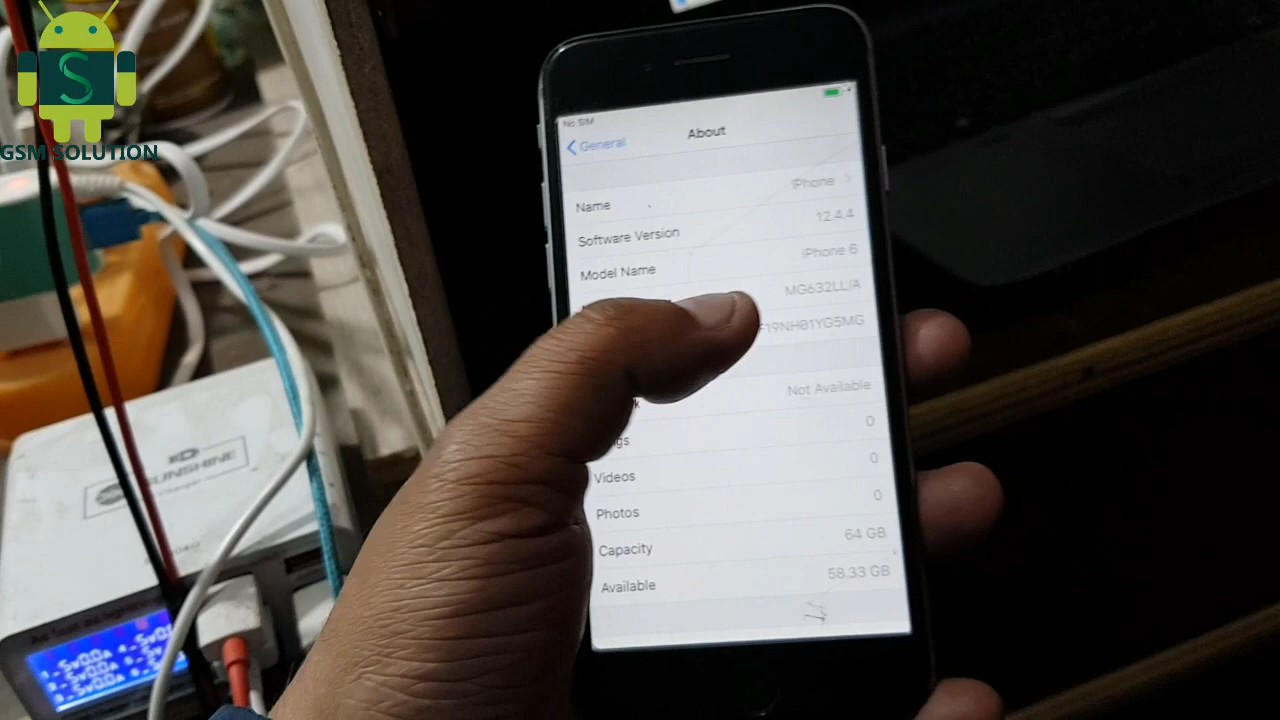 GSM SOLUTION
No SIM
General
About
Name
iPhone
Software Version
12.4.4
Model Name
iPhone 6
MG632LL/A
F19NH01YG5MG
Not Available
0
Videos
0
Photos
0
Capacity
64 GB
Available
58.33 GB
SUNSHINE